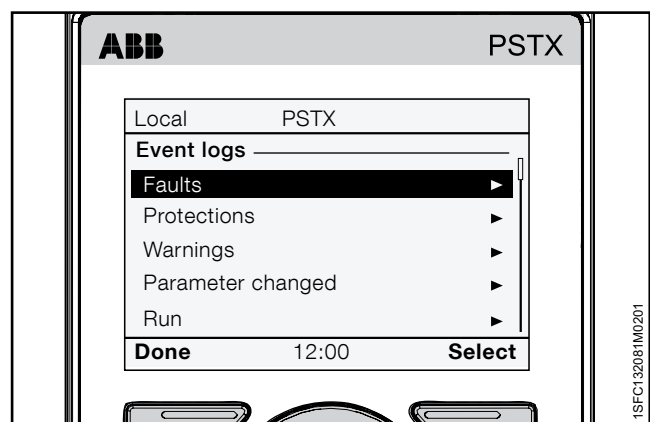 ABB PSTX
Local PSTX
Event logs
Faults
Protections
Warnings
Parameter changed
Run
Done 12:00 Select
1SFC132081M0201